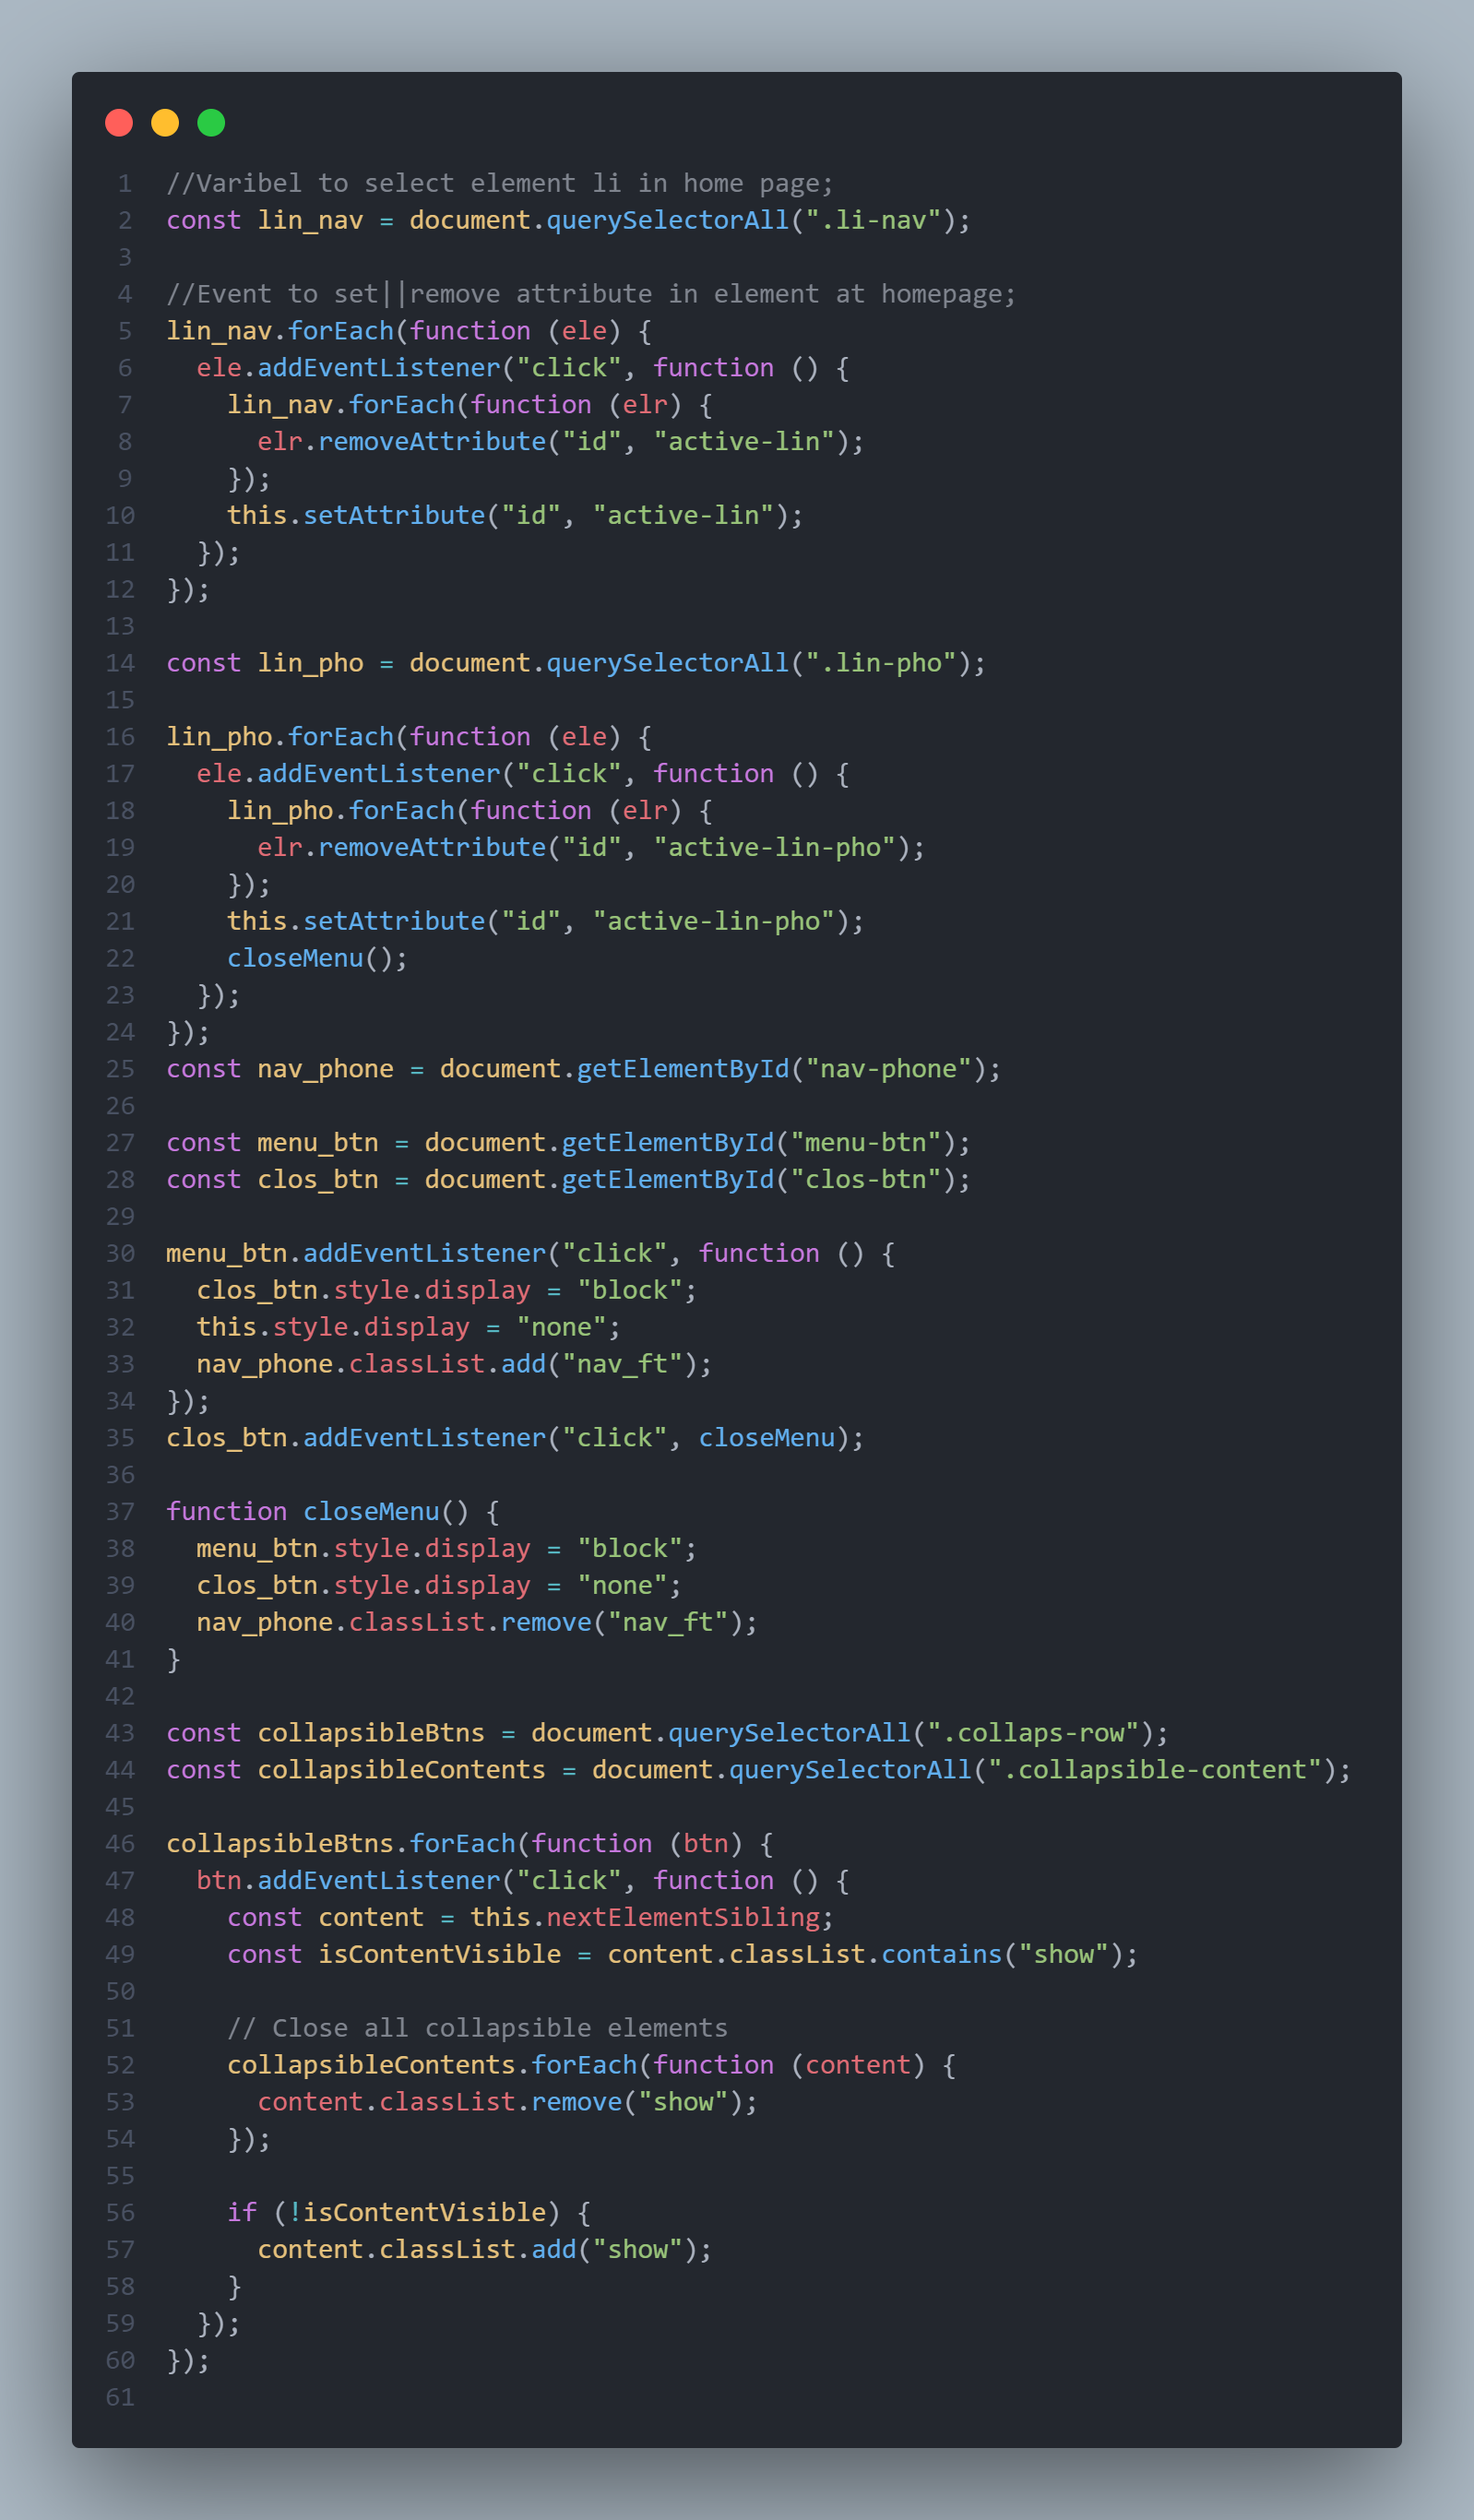 1 //Varibel to select element li in home page;
2 const lin_nav = document.querySelectorAll(".li-nav");
3
4 //Event to set||remove attribute in element at homepage;
5 lin_nav.forEach(function (ele) {
6   ele.addEventListener("click", function () {
7     lin_nav.forEach(function (elr) {
8       elr.removeAttribute("id", "active-lin");
9     });
10     this.setAttribute("id", "active-lin");
11   });
12 });
13
14 const lin_pho = document.querySelectorAll(".lin-pho");
15
16 lin_pho.forEach(function (ele) {
17   ele.addEventListener("click", function () {
18     lin_pho.forEach(function (elr) {
19       elr.removeAttribute("id", "active-lin-pho");
20     });
21     this.setAttribute("id", "active-lin-pho");
22     closeMenu();
23   });
24 });
25 const nav_phone = document.getElementById("nav-phone");
26
27 const menu_btn = document.getElementById("menu-btn");
28 const clos_btn = document.getElementById("clos-btn");
29
30 menu_btn.addEventListener("click", function () {
31   clos_btn.style.display = "block";
32   this.style.display = "none";
33   nav_phone.classList.add("nav_ft");
34 });
35 clos_btn.addEventListener("click", closeMenu);
36
37 function closeMenu() {
38   menu_btn.style.display = "block";
39   clos_btn.style.display = "none";
40   nav_phone.classList.remove("nav_ft");
41 }
42
43 const collapsibleBtns = document.querySelectorAll(".collaps-row");
44 const collapsibleContents = document.querySelectorAll(".collapsible-content");
45
46 collapsibleBtns.forEach(function (btn) {
47   btn.addEventListener("click", function () {
48     const content = this.nextElementSibling;
49     const isContentVisible = content.classList.contains("show");
50
51     // Close all collapsible elements
52     collapsibleContents.forEach(function (content) {
53       content.classList.remove("show");
54     });
55
56     if (!isContentVisible) {
57       content.classList.add("show");
58     }
59   });
60 });
61